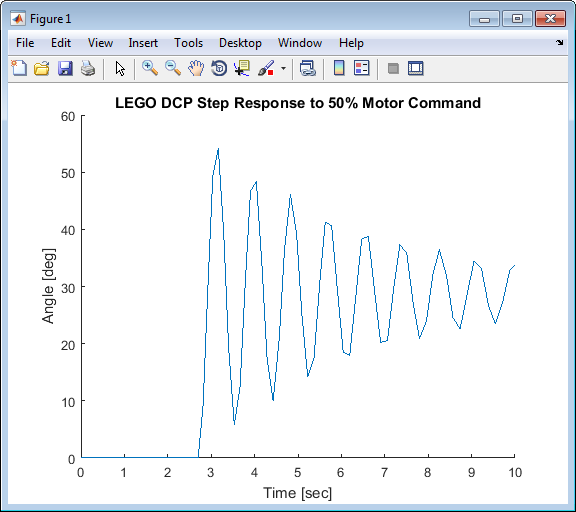 Figure 1
File Edit View Insert Tools Desktop Window Help
LEGO DCP Step Response to 50% Motor Command
60
50
40
30
20
10
0
Angle [deg]
0 1 2 3 4 5 6 7 8 9 10
Time [sec]